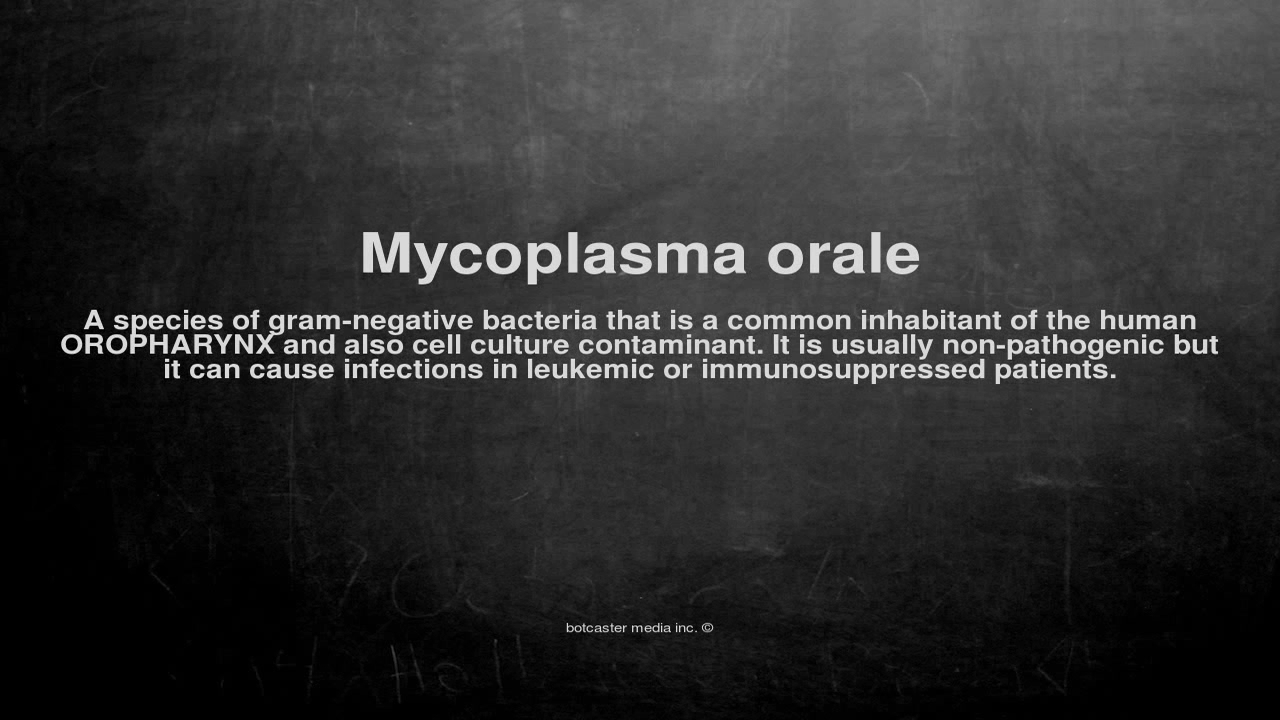 Mycoplasma orale
A species of gram-negative bacteria that is a common inhabitant of the human
OROPHARYNX and also cell culture contaminant. It is usually non-pathogenic but
it can cause infections in leukemic or immunosuppressed patients.
botcaster media inc. ©